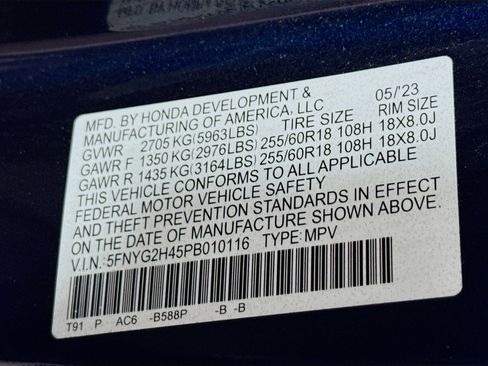 MFD. BY HONDA DEVELOPMENT & 05/'23
MANUFACTURING OF AMERICA, LLC
GVWR 2705 KG(5963LBS) TIRE SIZE RIM SIZE
GAWR F 1350 KG(2976LBS) 255/60R18 108H 18X8.0J
GAWR R 1435 KG(3164LBS) 255/60R18 108H 18X8.0J
THIS VEHICLE CONFORMS TO ALL APPLICABLE
FEDERAL MOTOR VEHICLE SAFETY
AND THEFT PREVENTION STANDARDS IN EFFECT
ON THE DATE OF MANUFACTURE SHOWN ABOVE.
V.I.N.: 5FNYG2H45PB010116 TYPE: MPV
T91 P AC6 -B588P -B -B